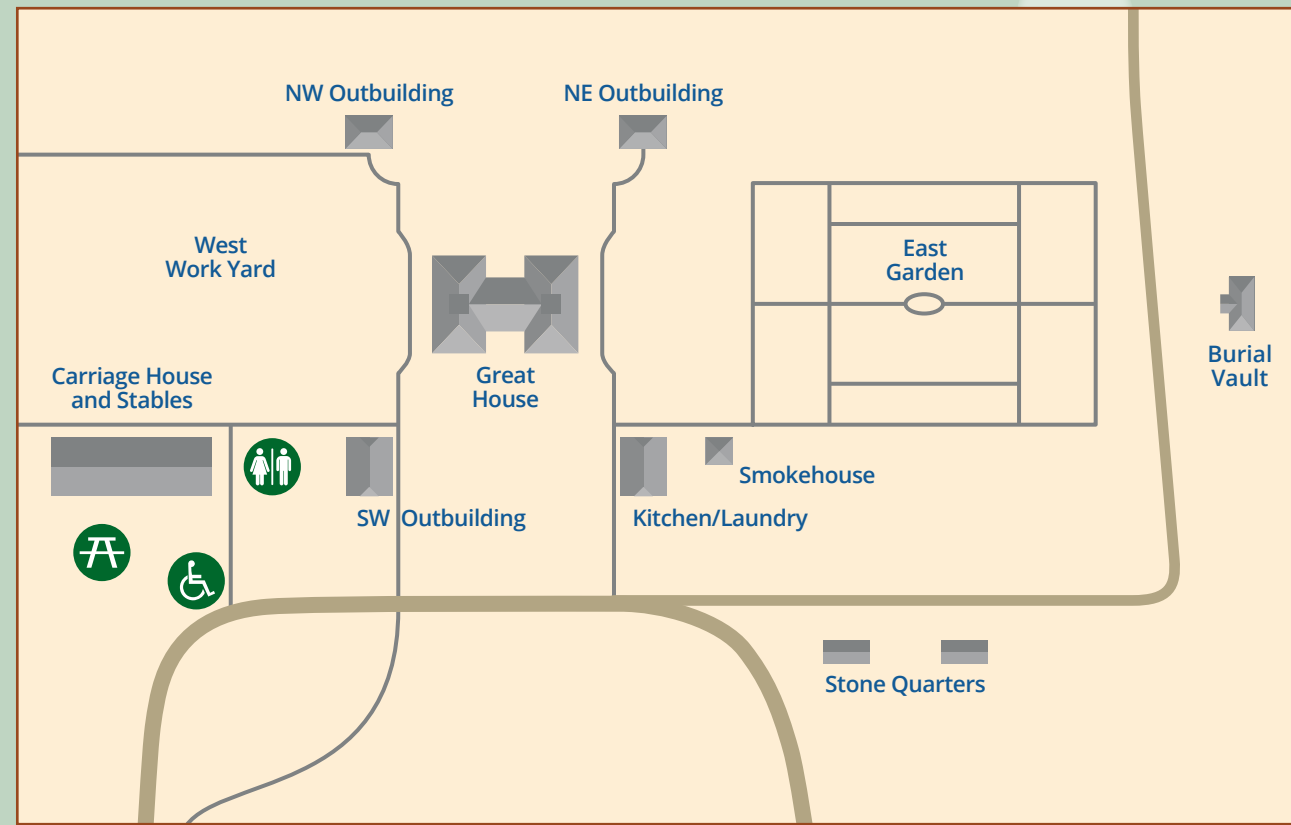 NW Outbuilding
NE Outbuilding
West
Work Yard
East
Garden
Burial
Vault
Carriage House
and Stables
Great
House
Smokehouse
SW Outbuilding
Kitchen/Laundry
Stone Quarters